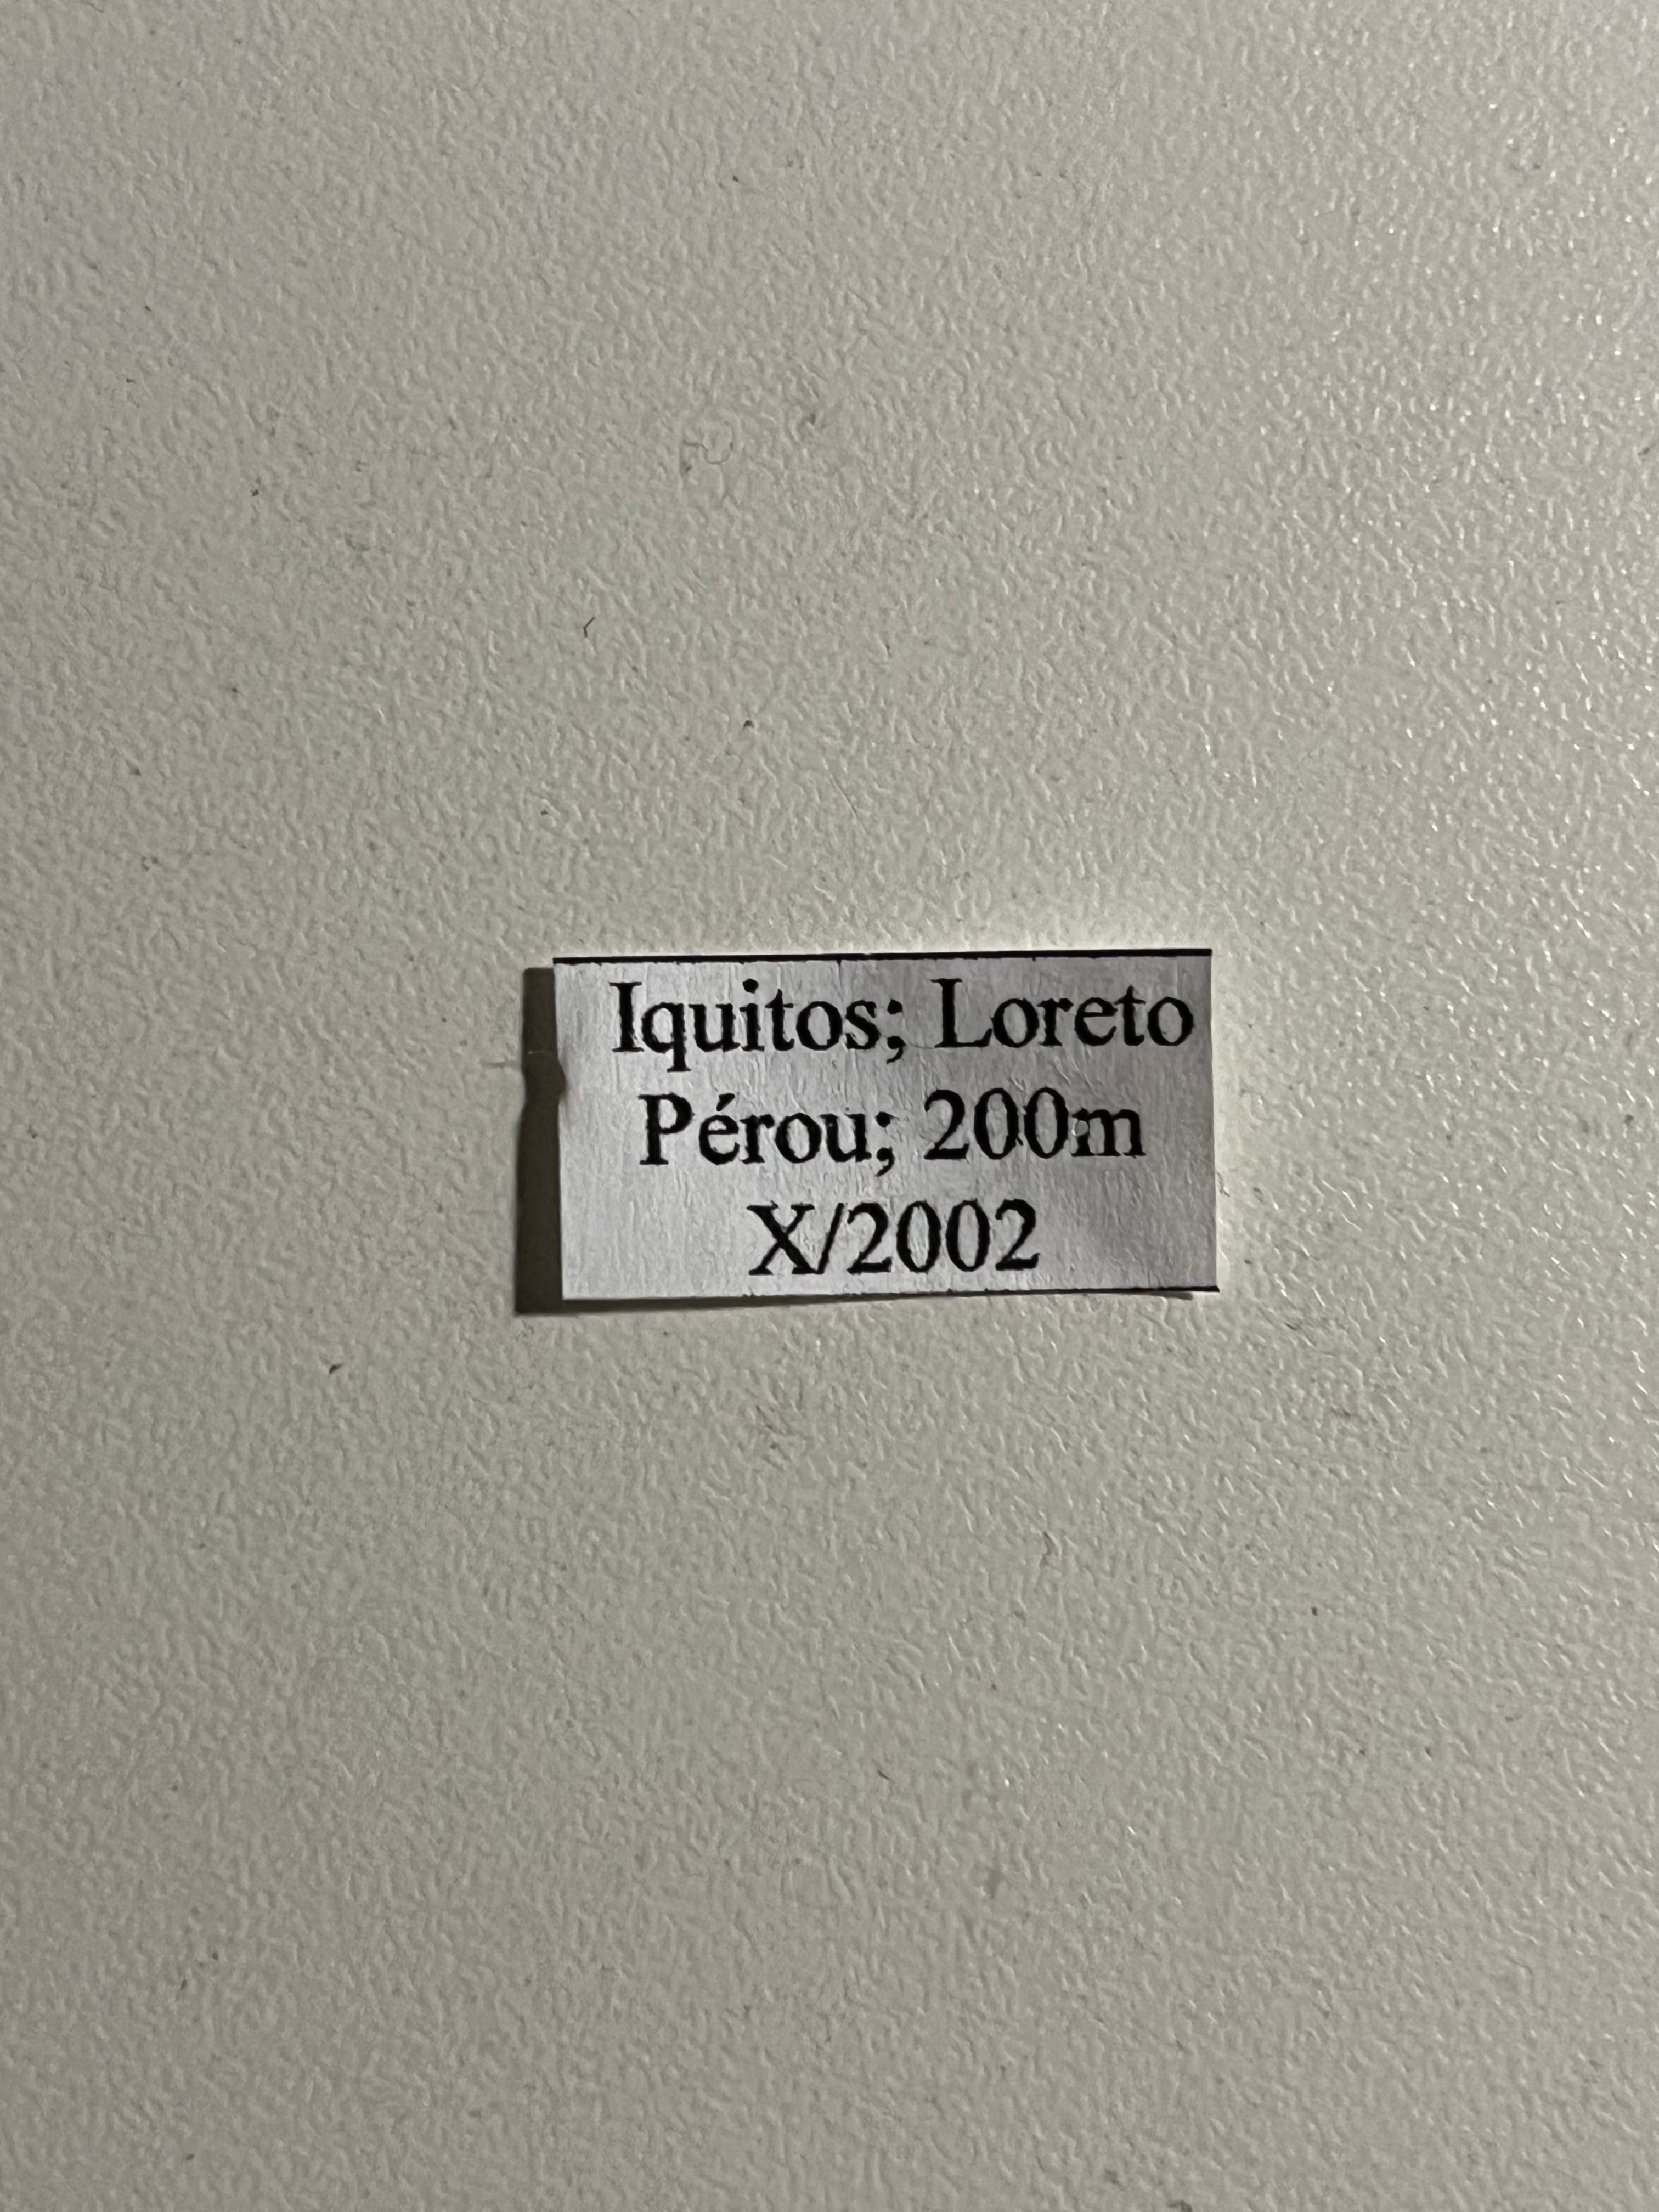 Iquitos; Loreto
Pérou; 200m
X/2002